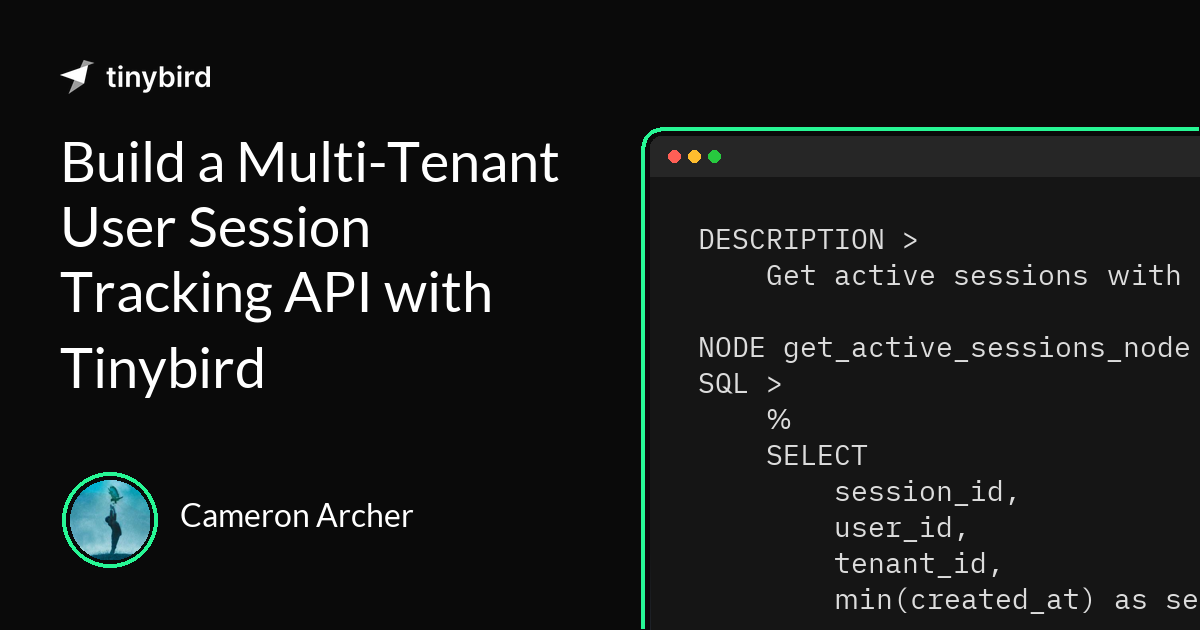 tinybird
Build a Multi-Tenant
User Session
Tracking API with
Tinybird
Cameron Archer
DESCRIPTION >
Get active sessions with
NODE get_active_sessions_node
SQL >
%
SELECT
session_id,
user_id,
tenant_id,
min(created_at) as se